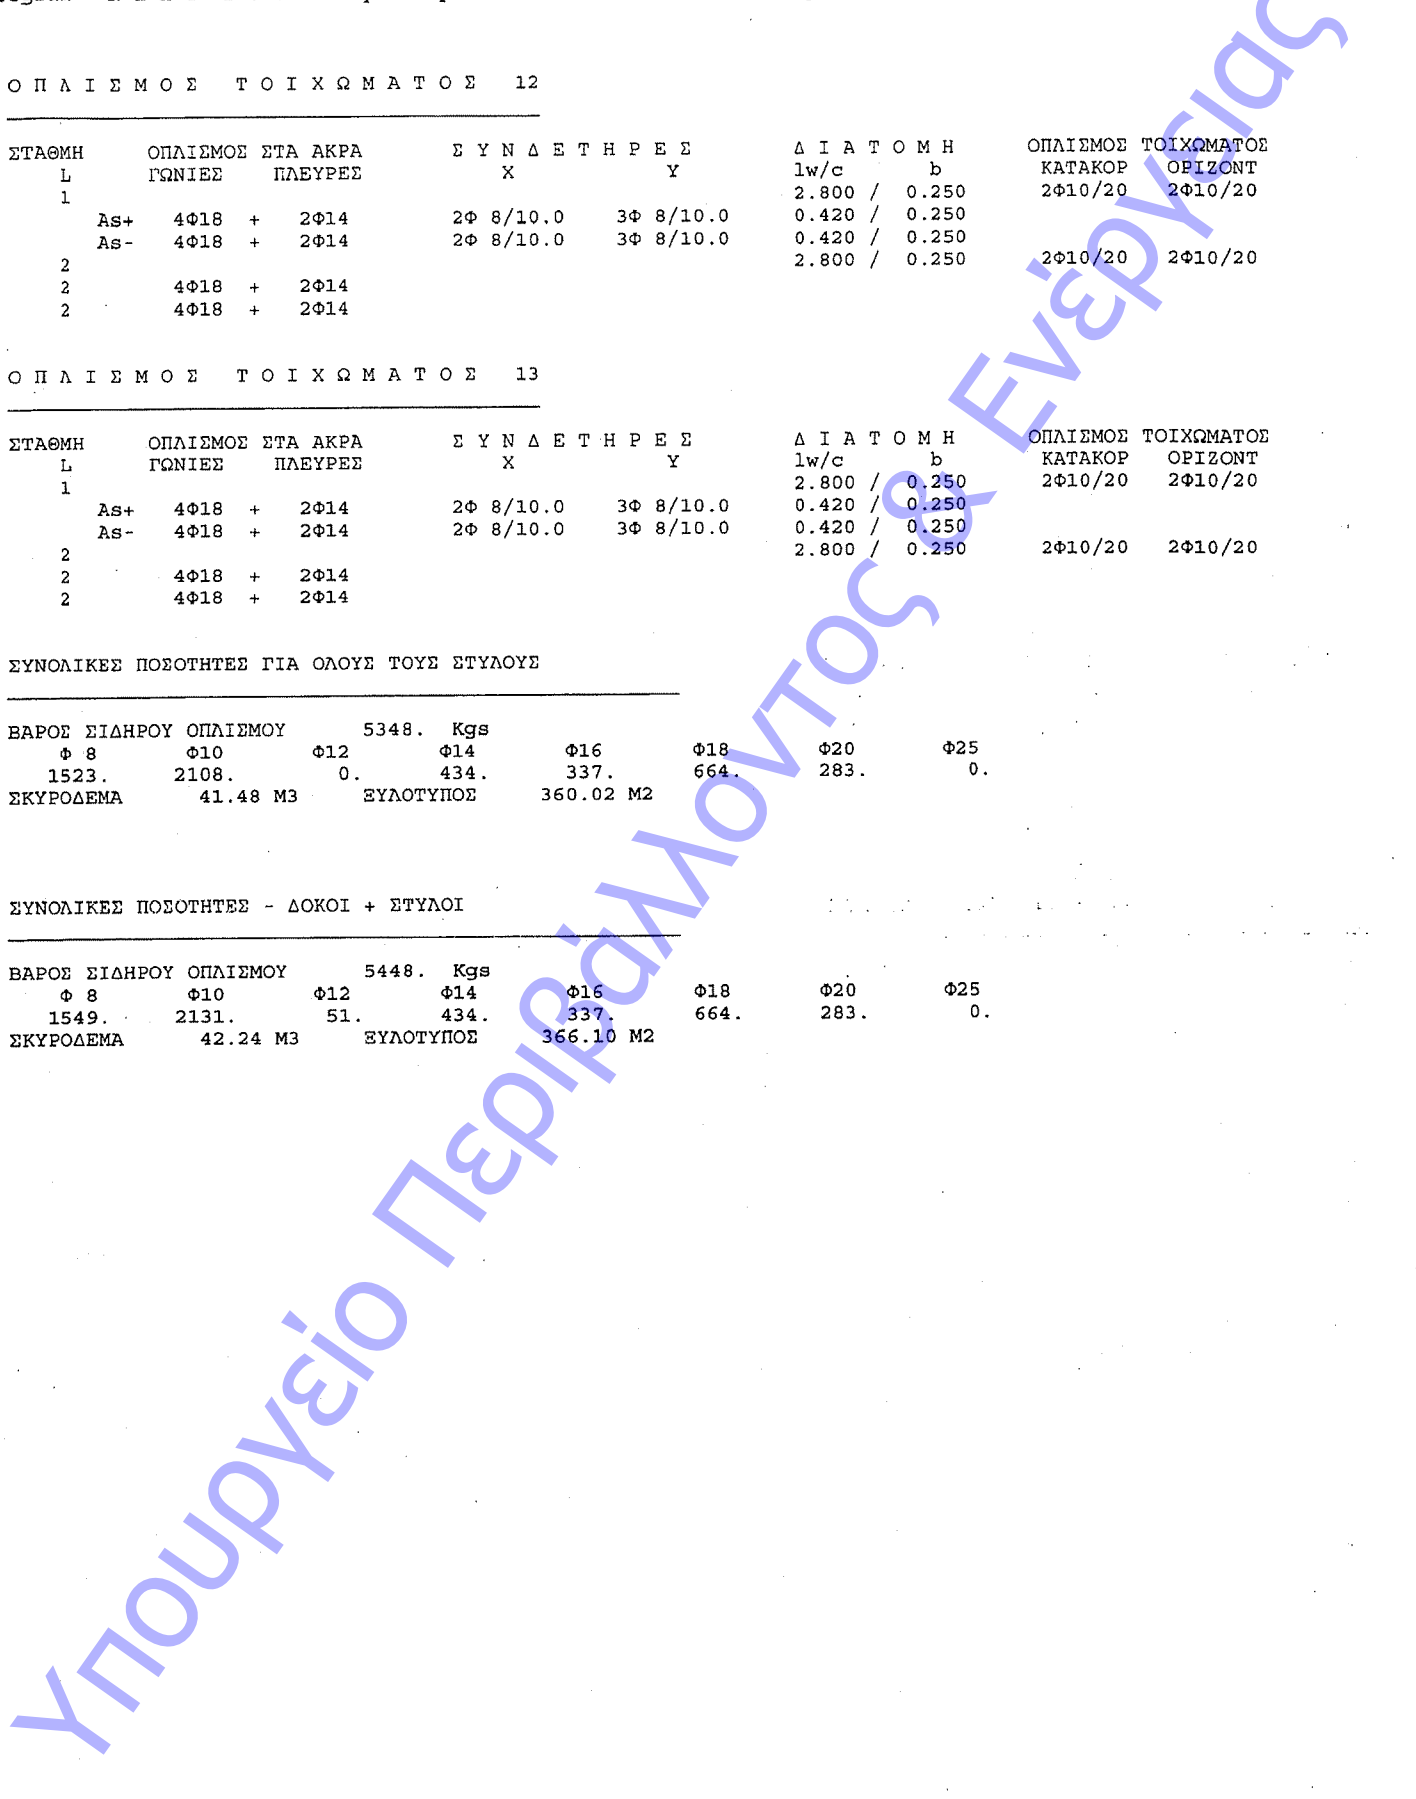 Ο Π Λ Ι Σ Μ Ο Σ   Τ Ο Ι Χ Ω Μ Α Τ Ο Σ   12
ΣΤΑΘΜΗ ΟΠΛΙΣΜΟΣ ΣΤΑ ΑΚΡΑ Σ Υ Ν Δ Ε Τ Η Ρ Ε Σ Δ Ι Α Τ Ο Μ Η ΟΠΛΙΣΜΟΣ ΤΟΙΧΩΜΑΤΟΣ
L ΓΩΝΙΕΣ ΠΛΕΥΡΕΣ X Y lw/c b ΚΑΤΑΚΟΡ ΟΡΙΖΟΝΤ
1 2.800 / 0.250 2Φ10/20 2Φ10/20
As+ 4Φ18 + 2Φ14 2Φ 8/10.0 3Φ 8/10.0 0.420 / 0.250
As- 4Φ18 + 2Φ14 2Φ 8/10.0 3Φ 8/10.0 0.420 / 0.250
2 2.800 / 0.250 2Φ10/20 2Φ10/20
2 4Φ18 + 2Φ14
2 4Φ18 + 2Φ14
Ο Π Λ Ι Σ Μ Ο Σ   Τ Ο Ι Χ Ω Μ Α Τ Ο Σ   13
ΣΤΑΘΜΗ ΟΠΛΙΣΜΟΣ ΣΤΑ ΑΚΡΑ Σ Υ Ν Δ Ε Τ Η Ρ Ε Σ Δ Ι Α Τ Ο Μ Η ΟΠΛΙΣΜΟΣ ΤΟΙΧΩΜΑΤΟΣ
L ΓΩΝΙΕΣ ΠΛΕΥΡΕΣ X Y lw/c b ΚΑΤΑΚΟΡ ΟΡΙΖΟΝΤ
1 2.800 / 0.250 2Φ10/20 2Φ10/20
As+ 4Φ18 + 2Φ14 2Φ 8/10.0 3Φ 8/10.0 0.420 / 0.250
As- 4Φ18 + 2Φ14 2Φ 8/10.0 3Φ 8/10.0 0.420 / 0.250
2 2.800 / 0.250 2Φ10/20 2Φ10/20
2 4Φ18 + 2Φ14
2 4Φ18 + 2Φ14
ΣΥΝΟΛΙΚΕΣ ΠΟΣΟΤΗΤΕΣ ΓΙΑ ΟΛΟΥΣ ΤΟΥΣ ΣΤΥΛΟΥΣ
ΒΑΡΟΣ ΣΙΔΗΡΟΥ ΟΠΛΙΣΜΟΥ 5348. Kgs
Φ 8 Φ10 Φ12 Φ14 Φ16 Φ18 Φ20 Φ25
1523. 2108. 0. 434. 337. 664. 283. 0.
ΣΚΥΡΟΔΕΜΑ 41.48 M3 ΞΥΛΟΤΥΠΟΣ 360.02 M2
ΣΥΝΟΛΙΚΕΣ ΠΟΣΟΤΗΤΕΣ - ΔΟΚΟΙ + ΣΤΥΛΟΙ
ΒΑΡΟΣ ΣΙΔΗΡΟΥ ΟΠΛΙΣΜΟΥ 5448. Kgs
Φ 8 Φ10 Φ12 Φ14 Φ16 Φ18 Φ20 Φ25
1549. 2131. 51. 434. 337. 664. 283. 0.
ΣΚΥΡΟΔΕΜΑ 42.24 M3 ΞΥΛΟΤΥΠΟΣ 366.10 M2
Υπουργείο Περιβάλλοντος & Ενέργειας